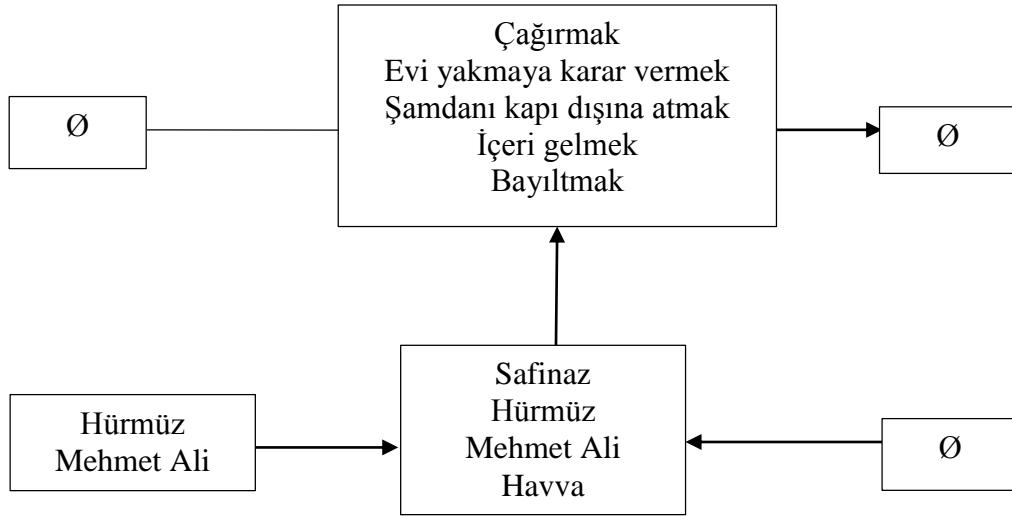 Çağırmak
Evi yakmaya karar vermek
Şamdanı kapı dışına atmak
İçeri gelmek
Bayıltmak
Ø
Ø
Safinaz
Hürmüz
Mehmet Ali
Havva
Hürmüz
Mehmet Ali
Ø